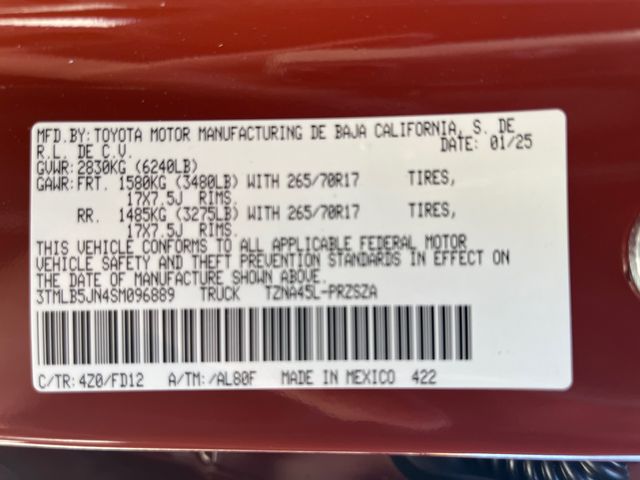 MFD.BY: TOYOTA MOTOR MANUFACTURING DE BAJA CALIFORNIA, S. DE
R.L. DE C.V. DATE: 01/25
GVWR: 2830KG (6240LB)
GAWR: FRT. 1580KG (3480LB) WITH 265/70R17 TIRES,
17X7.5J RIMS.
RR. 1485KG (3275LB) WITH 265/70R17 TIRES,
17X7.5J RIMS.
THIS VEHICLE CONFORMS TO ALL APPLICABLE FEDERAL MOTOR
VEHICLE SAFETY AND THEFT PREVENTION STANDARDS IN EFFECT ON
THE DATE OF MANUFACTURE SHOWN ABOVE.
3TMLB5JN4SM096889 TRUCK TZNA45L-PRZSZA
C/TR: 4Z0/FD12 A/TM: /AL80F MADE IN MEXICO 422